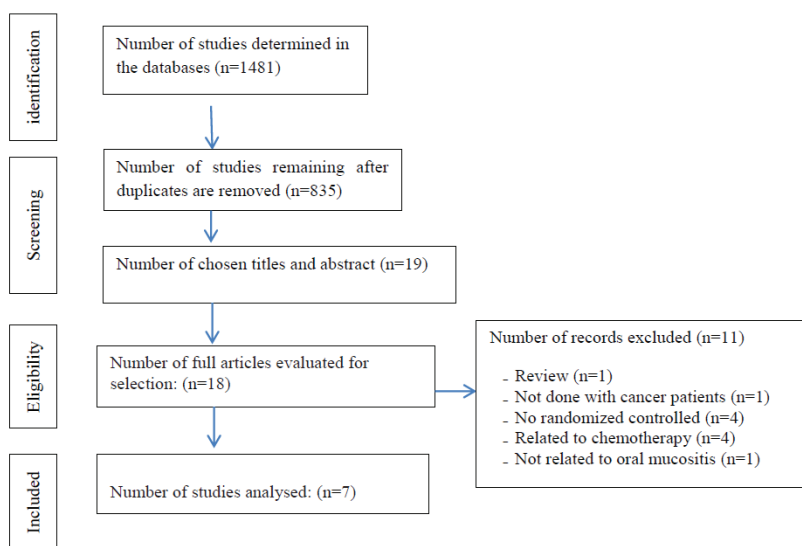 identification
Number of studies determined in
the databases (n=1481)
Screening
Number of studies remaining after
duplicates are removed (n=835)
Number of chosen titles and abstract (n=19)
Eligibility
Number of full articles evaluated for
selection: (n=18)
Number of records excluded (n=11)
- Review (n=1)
- Not done with cancer patients (n=1)
- No randomized controlled (n=4)
- Related to chemotherapy (n=4)
- Not related to oral mucositis (n=1)
Included
Number of studies analysed: (n=7)